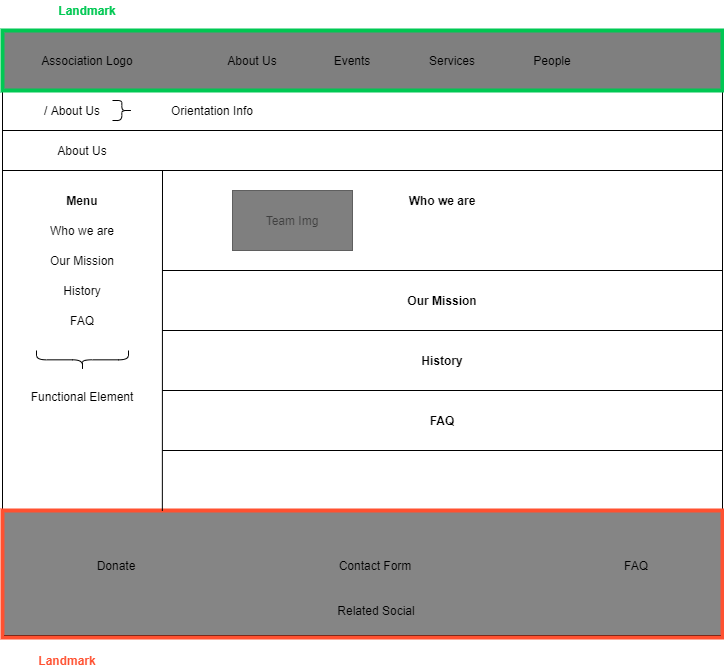 Landmark
Association Logo About Us Events Services People
/ About Us Orientation Info
About Us
Menu
Who we are
Our Mission
History
FAQ
Functional Element
Team Img
Who we are
Our Mission
History
FAQ
Donate Contact Form FAQ
Related Social
Landmark